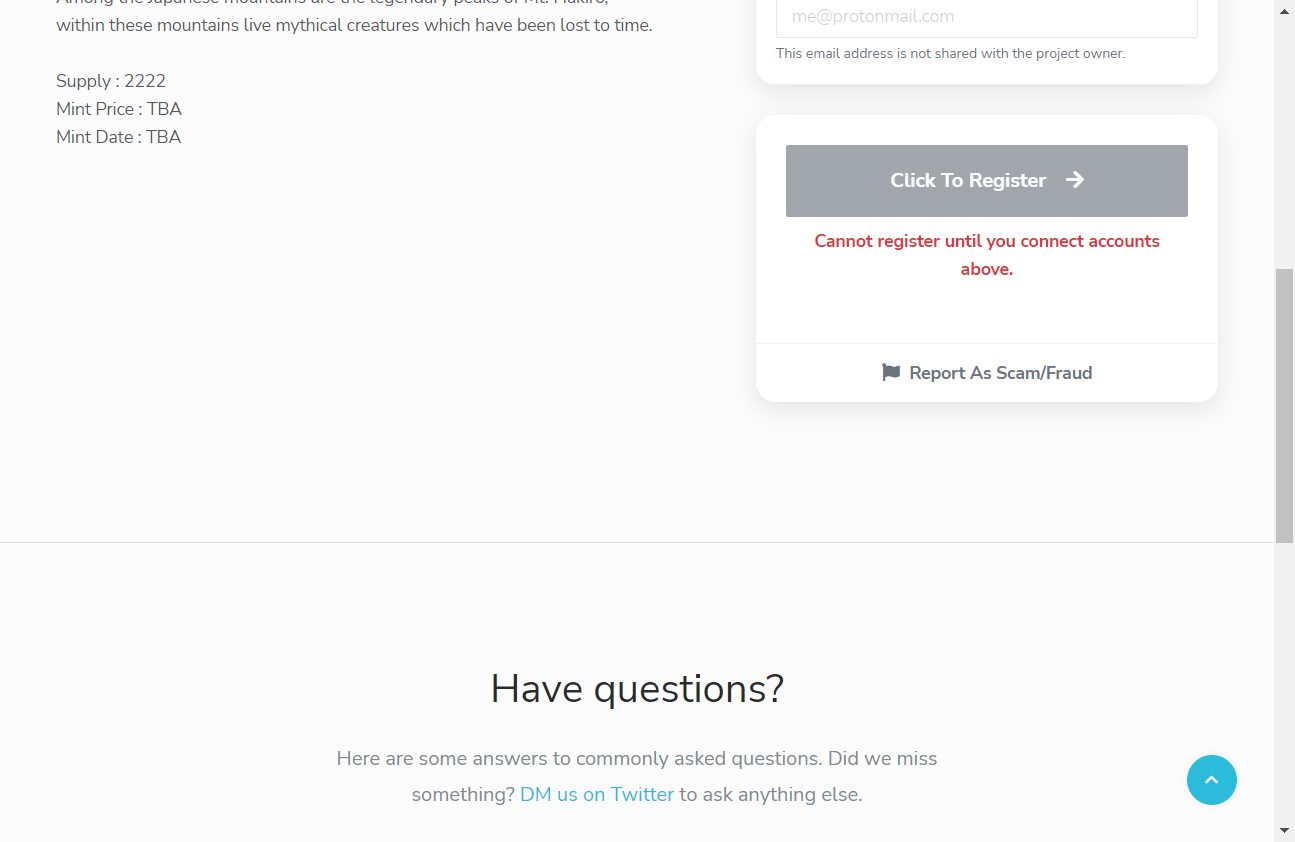 Among the Japanese mountains are the legendary peaks of Mt. Hakiro,
within these mountains live mythical creatures which have been lost to time.
Supply : 2222
Mint Price : TBA
Mint Date : TBA
me@protonmail.com
This email address is not shared with the project owner.
Click To Register
Cannot register until you connect accounts
above.
Report As Scam/Fraud
Have questions?
Here are some answers to commonly asked questions. Did we miss
something? DM us on Twitter to ask anything else.